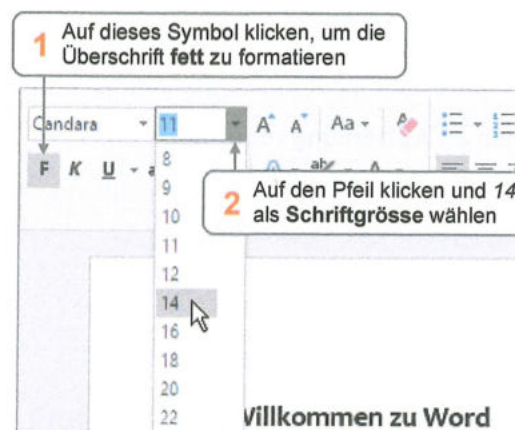 1 Auf dieses Symbol klicken, um die
Überschrift fett zu formatieren
Candara 11 A A Aa A
F K U
2 Auf den Pfeil klicken und 14
als Schriftgrösse wählen
8
9
10
11
12
14
16
18
20
22
Willkommen zu Word